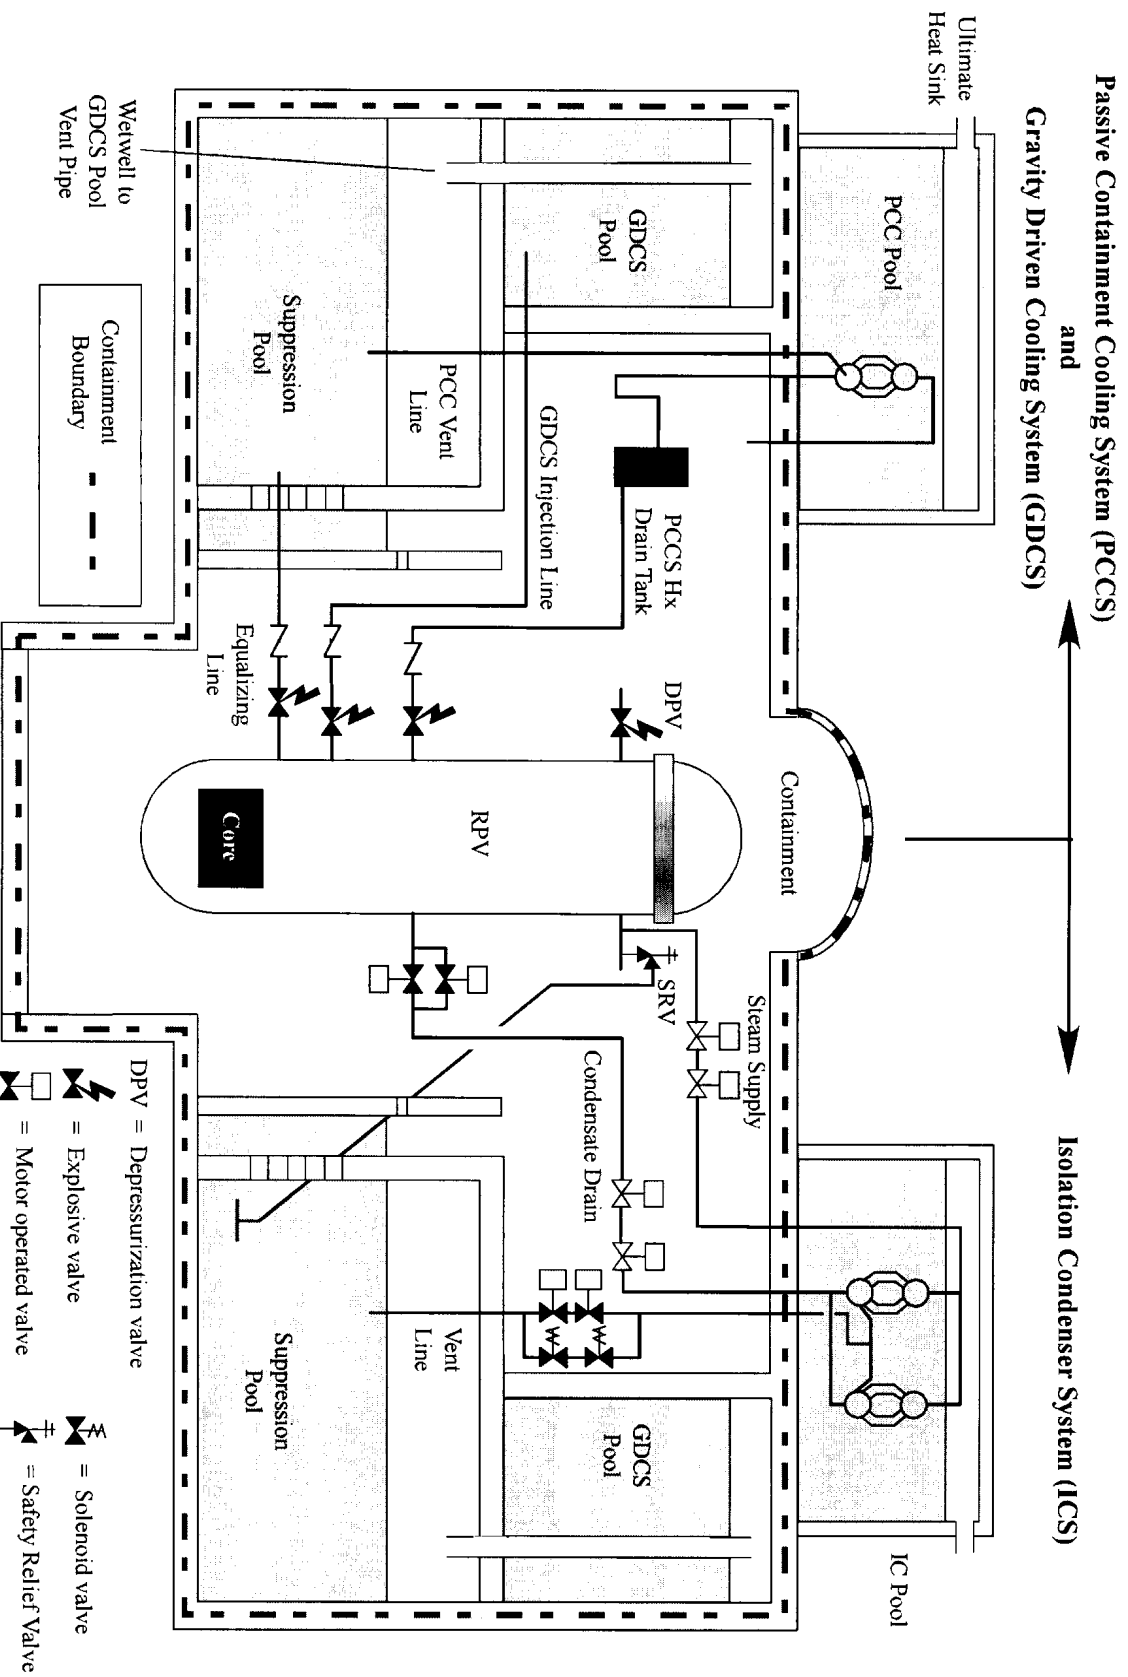 Passive Containment Cooling System (PCCS)
and
Gravity Driven Cooling System (GDCS)
Isolation Condenser System (ICS)
Ultimate
Heat Sink
PCC Pool
IC Pool
Containment
Steam Supply
DPV
SRV
GDCS
Pool
PCCS Hx
Drain Tank
Condensate Drain
GDCS
Pool
GDCS Injection Line
RPV
PCC Vent
Line
Vent
Line
Suppression
Pool
Equalizing
Line
Core
Suppression
Pool
Wetwell to
GDCS Pool
Vent Pipe
Containment
Boundary
DPV = Depressurization valve
= Explosive valve
= Solenoid valve
= Motor operated valve
= Safety Relief Valve